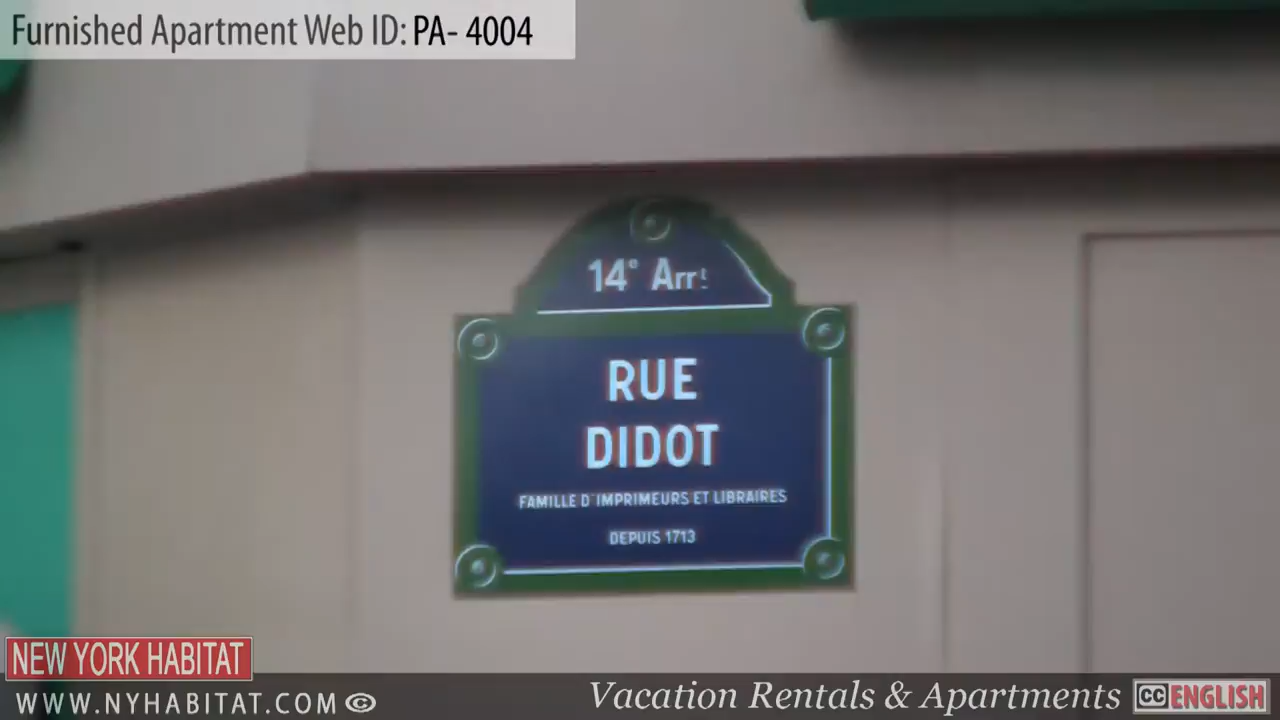 Furnished Apartment Web ID: PA- 4004
14e Arrt
RUE
DIDOT
FAMILLE D'IMPRIMEURS ET LIBRAIRES
DEPUIS 1713
NEW YORK HABITAT
WWW.NYHABITAT.COM ©
Vacation Rentals & Apartments CC ENGLISH